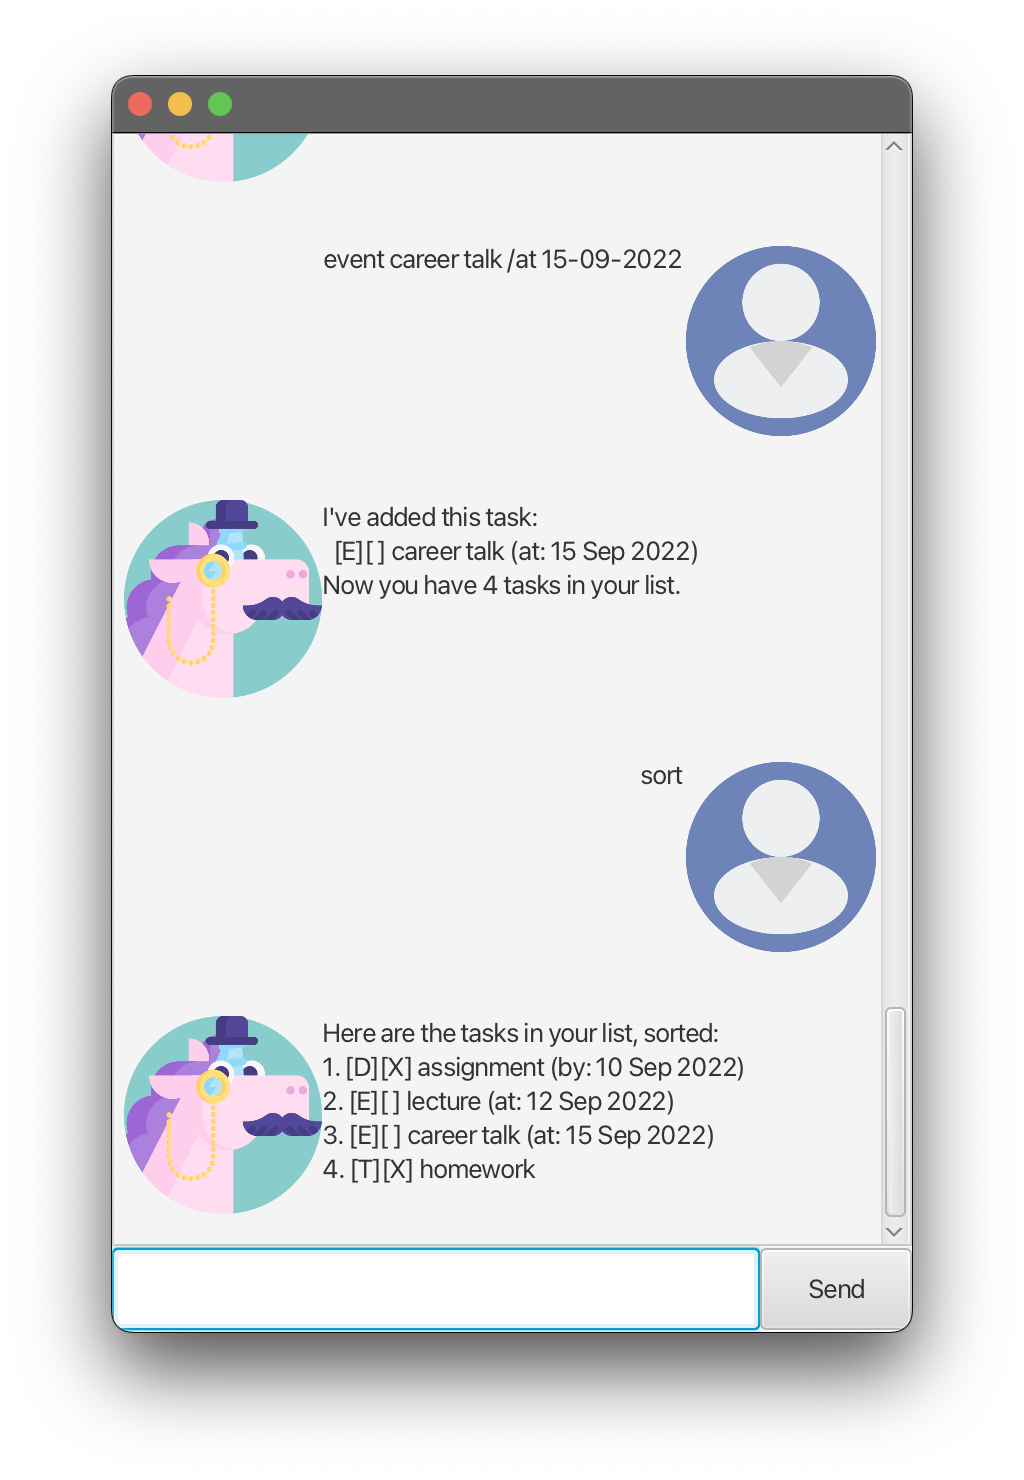 event career talk /at 15-09-2022
I've added this task:
[E][ ] career talk (at: 15 Sep 2022)
Now you have 4 tasks in your list.
sort
Here are the tasks in your list, sorted:
1. [D][X] assignment (by: 10 Sep 2022)
2. [E][ ] lecture (at: 12 Sep 2022)
3. [E][ ] career talk (at: 15 Sep 2022)
4. [T][X] homework
Send